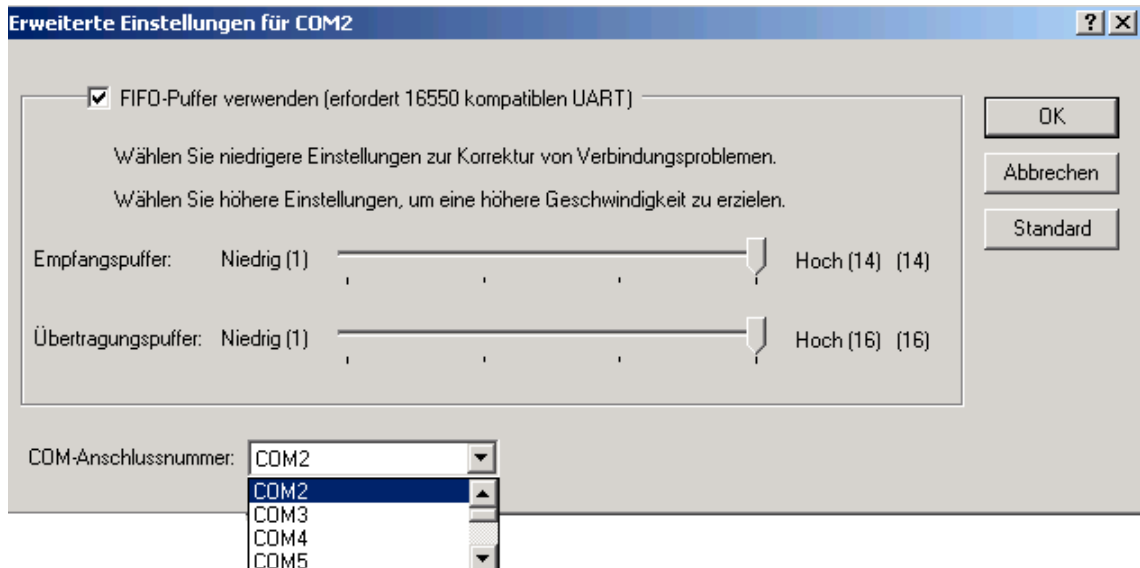 Erweiterte Einstellungen für COM2
FIFO-Puffer verwenden (erfordert 16550 kompatiblen UART)
OK
Wählen Sie niedrigere Einstellungen zur Korrektur von Verbindungsproblemen.
Abbrechen
Wählen Sie höhere Einstellungen, um eine höhere Geschwindigkeit zu erzielen.
Standard
Empfangspuffer: Niedrig (1) Hoch (14) (14)
Übertragungspuffer: Niedrig (1) Hoch (16) (16)
COM-Anschlussnummer: COM2
COM2
COM3
COM4
COM5